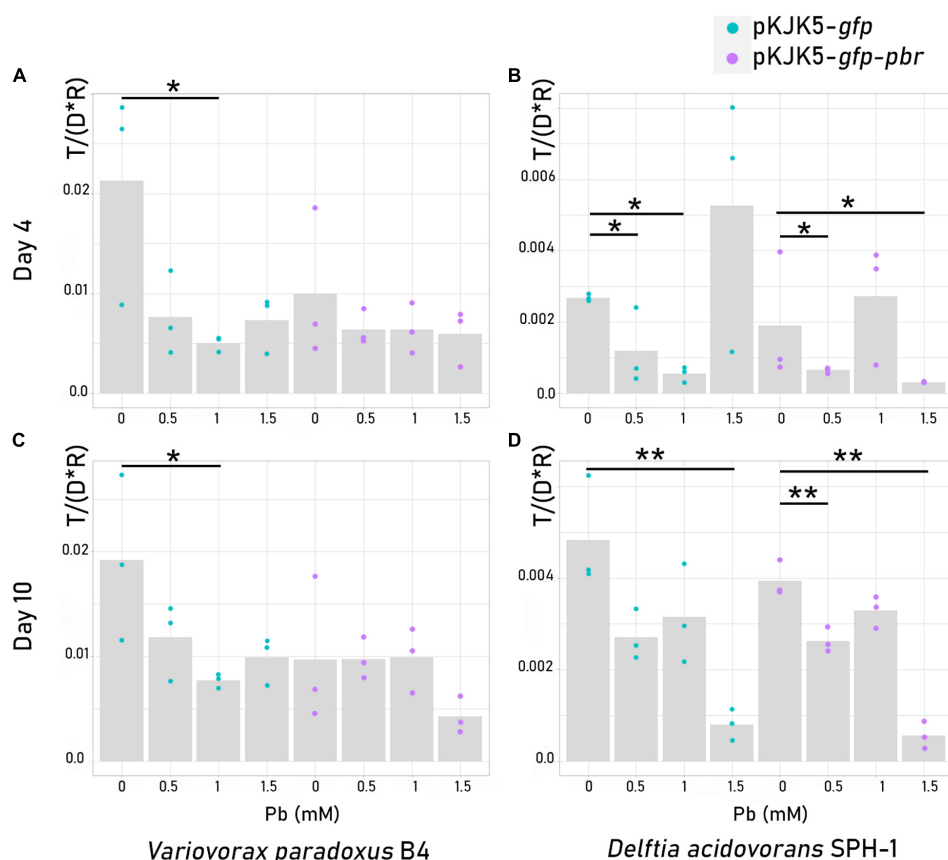 pKJK5-gfp
pKJK5-gfp-pbr
A
B
T/(D*R)
T/(D*R)
Day 4
*
*
*
*
*
0.02
0.01
0.0
0.006
0.004
0.002
0.0
0 0.5 1 1.5 0 0.5 1 1.5
0 0.5 1 1.5 0 0.5 1 1.5
C
D
T/(D*R)
T/(D*R)
Day 10
*
**
**
**
0.02
0.01
0.0
0.004
0.002
0.0
0 0.5 1 1.5 0 0.5 1 1.5
0 0.5 1 1.5 0 0.5 1 1.5
Pb (mM)
Pb (mM)
Variovorax paradoxus B4
Delftia acidovorans SPH-1